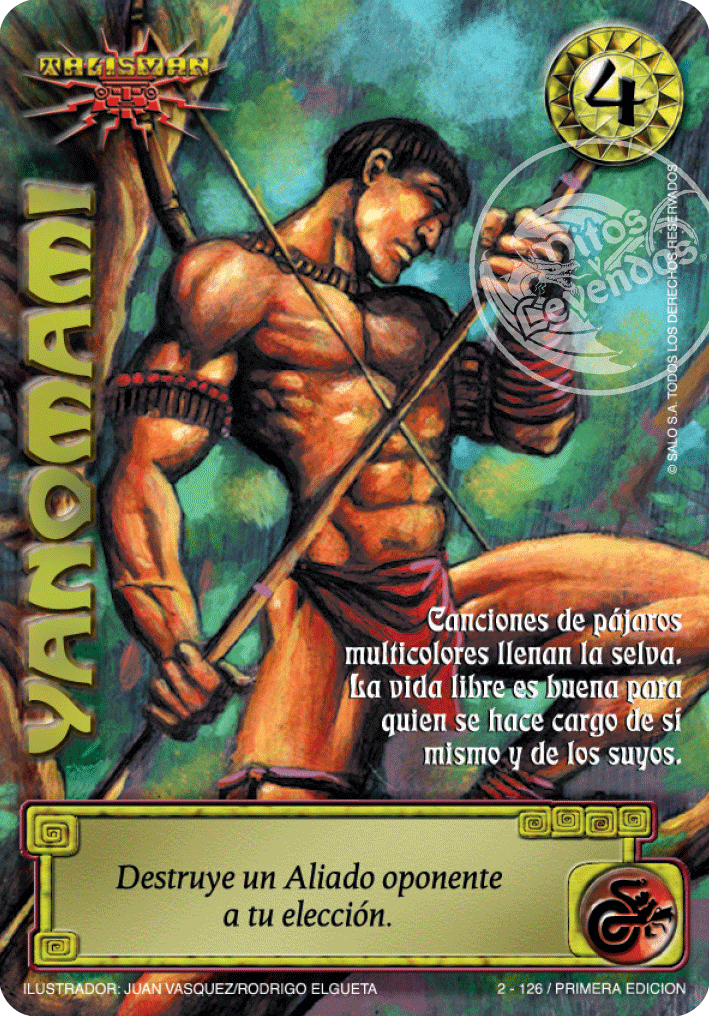 TALISMAN
4
YANOMAMI
Mitos
y
Leyendas
© SALO S.A. TODOS LOS DERECHOS RESERVADOS
Canciones de pájaros
multicolores llenan la selva.
La vida libre es buena para
quien se hace cargo de sí
mismo y de los suyos.
Destruye un Aliado oponente
a tu elección.
ILUSTRADOR: JUAN VASQUEZ/RODRIGO ELGUETA
2 - 126 / PRIMERA EDICION